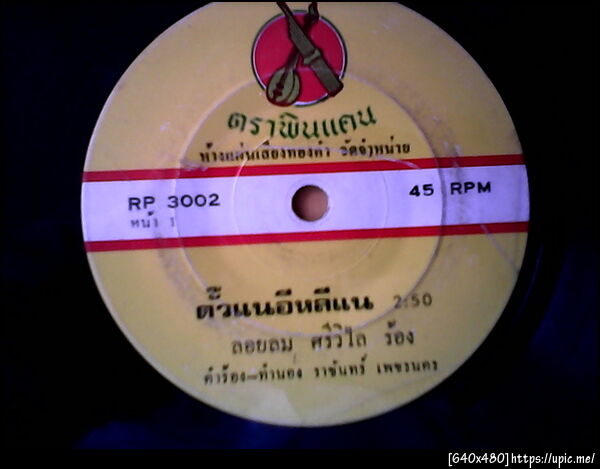 ตราพิณแคน
ห้างแผ่นเสียงทองคำ จัดจำหน่าย
RP 3002
45 RPM
หน้า 1
ตั๊วแนอีหลีแน 2:50
ลอยลม ศรีวิไล ร้อง
คำร้อง-ทำนอง ราชันทร์ เพชรนคร
[640x480]https://upic.me/